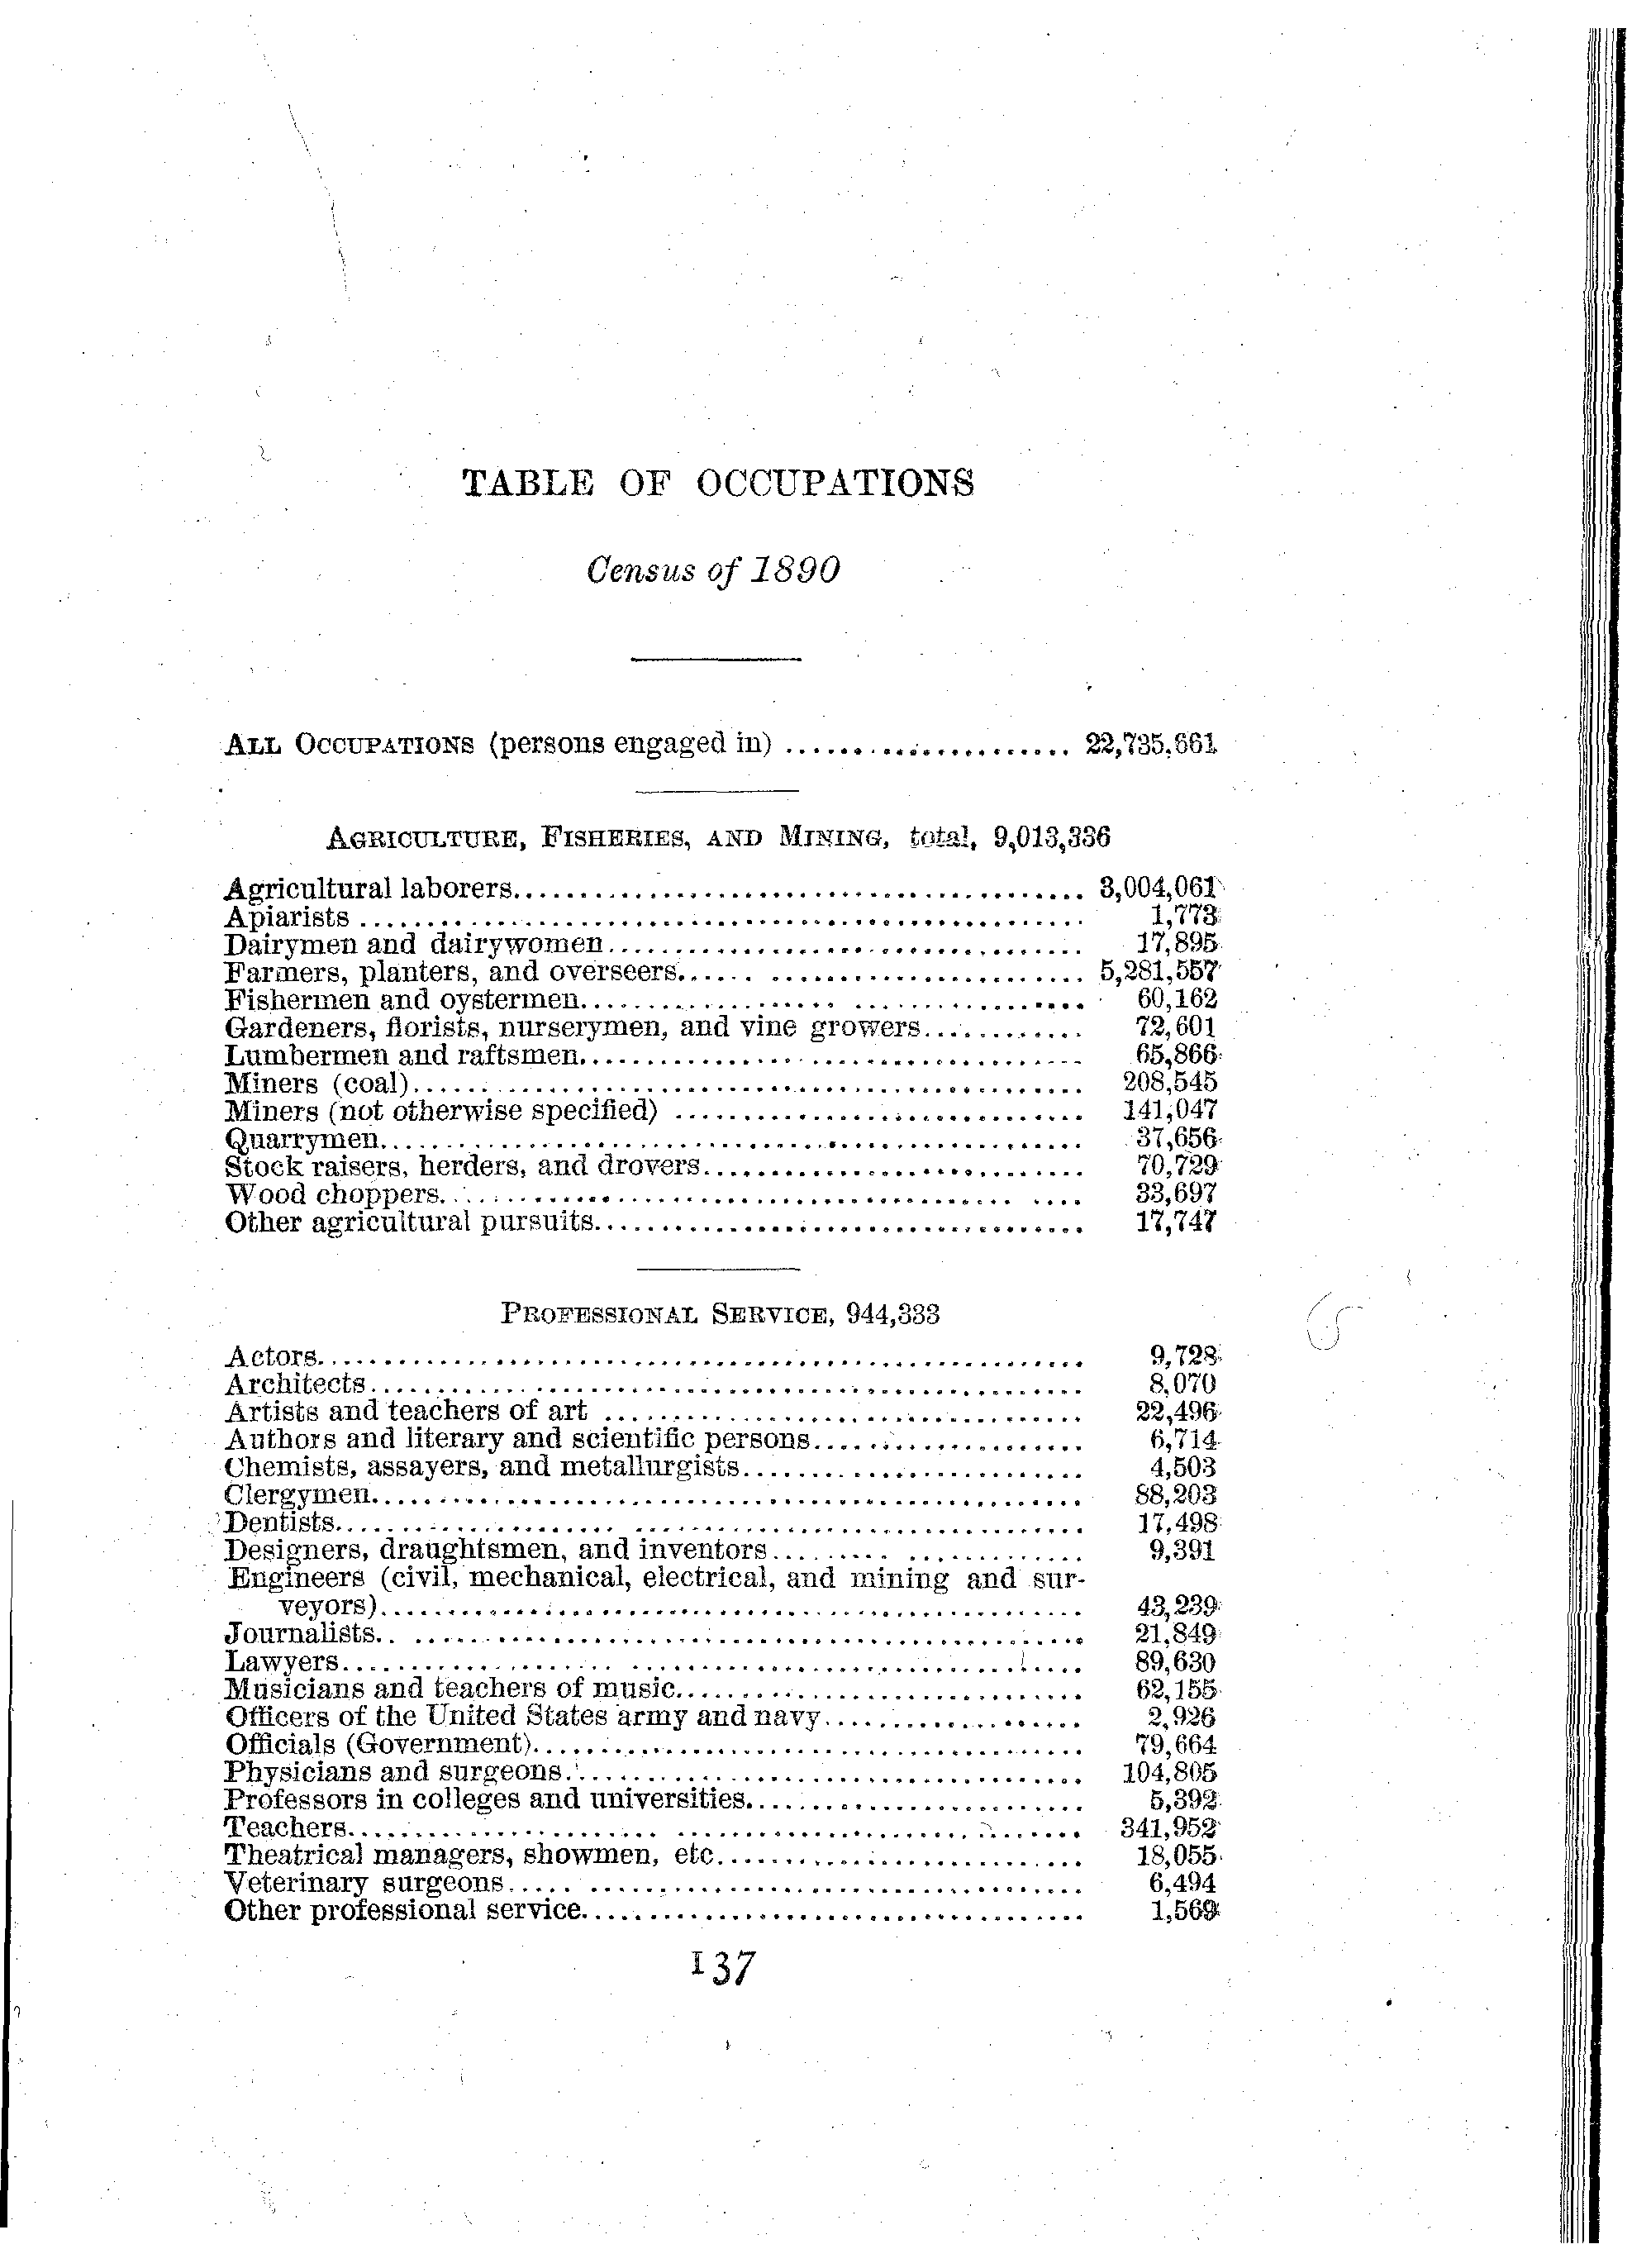 TABLE OF OCCUPATIONS
Census of 1890
ALL OCCUPATIONS (persons engaged in) ........................ 22,735,661
AGRICULTURE, FISHERIES, AND MINING, total, 9,013,336
Agricultural laborers.......................................... 3,004,061
Apiarists ..................................................... 1,773
Dairymen and dairywomen................................... 17,895
Farmers, planters, and overseers...... ....................... 5,281,557
Fishermen and oystermen................... ................. 60,162
Gardeners, florists, nurserymen, and vine growers............ 72,601
Lumbermen and raftsmen................ .................... 65,866
Miners (coal)................................................. 208,545
Miners (not otherwise specified) .............................. 141,047
Quarrymen................................................... 37,656
Stock raisers, herders, and drovers............................ 70,729
Wood choppers.......................................... .... 33,697
Other agricultural pursuits.................................... 17,747
PROFESSIONAL SERVICE, 944,333
Actors........................................................ 9,728
Architects............ ........................................ 8,070
Artists and teachers of art ................................... 22,496
Authors and literary and scientific persons.................... 6,714
Chemists, assayers, and metallurgists......................... 4,503
Clergymen.................................................... 88,203
Dentists.................... ................................. 17,498
Designers, draughtsmen, and inventors......... ............. 9,391
Engineers (civil, mechanical, electrical, and mining and sur-
veyors)................................................... 43,239
Journalists.. ................................................. 21,849
Lawyers.................... ................................. 89,630
Musicians and teachers of music.............................. 62,155
Officers of the United States army and navy................... 2,926
Officials (Government)........................................ 79,664
Physicians and surgeons...................................... 104,805
Professors in colleges and universities......................... 5,392
Teachers....................... .............................. 341,952
Theatrical managers, showmen, etc........................... 18,055
Veterinary surgeons..... .................................... 6,494
Other professional service..................................... 1,569
137